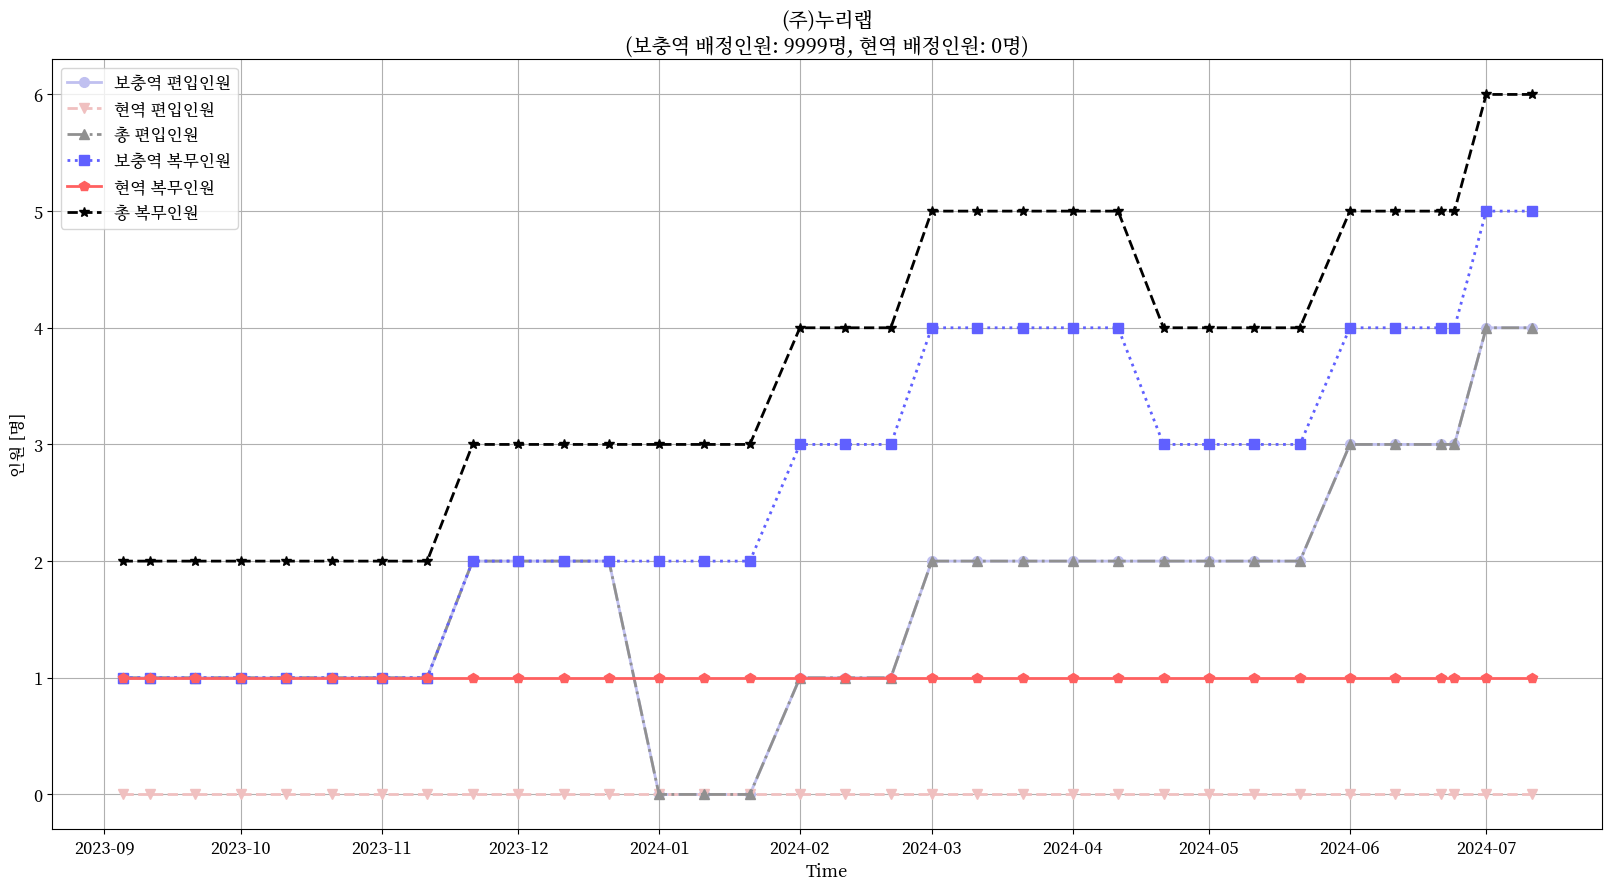 (주)누리랩
(보충역 배정인원: 9999명, 현역 배정인원: 0명)
보충역 편입인원
현역 편입인원
총 편입인원
보충역 복무인원
현역 복무인원
총 복무인원
인원 [명]
6
5
4
3
2
1
0
2023-09 2023-10 2023-11 2023-12 2024-01 2024-02 2024-03 2024-04 2024-05 2024-06 2024-07
Time